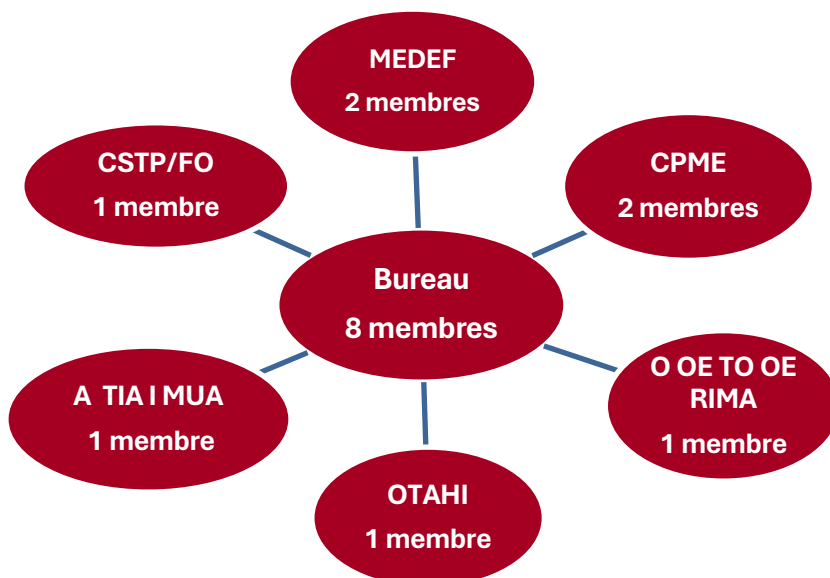 MEDEF
2 membres
CSTP/FO
1 membre
CPME
2 membres
Bureau
8 membres
A TIA I MUA
1 membre
O OE TO OE
RIMA
1 membre
OTAHI
1 membre